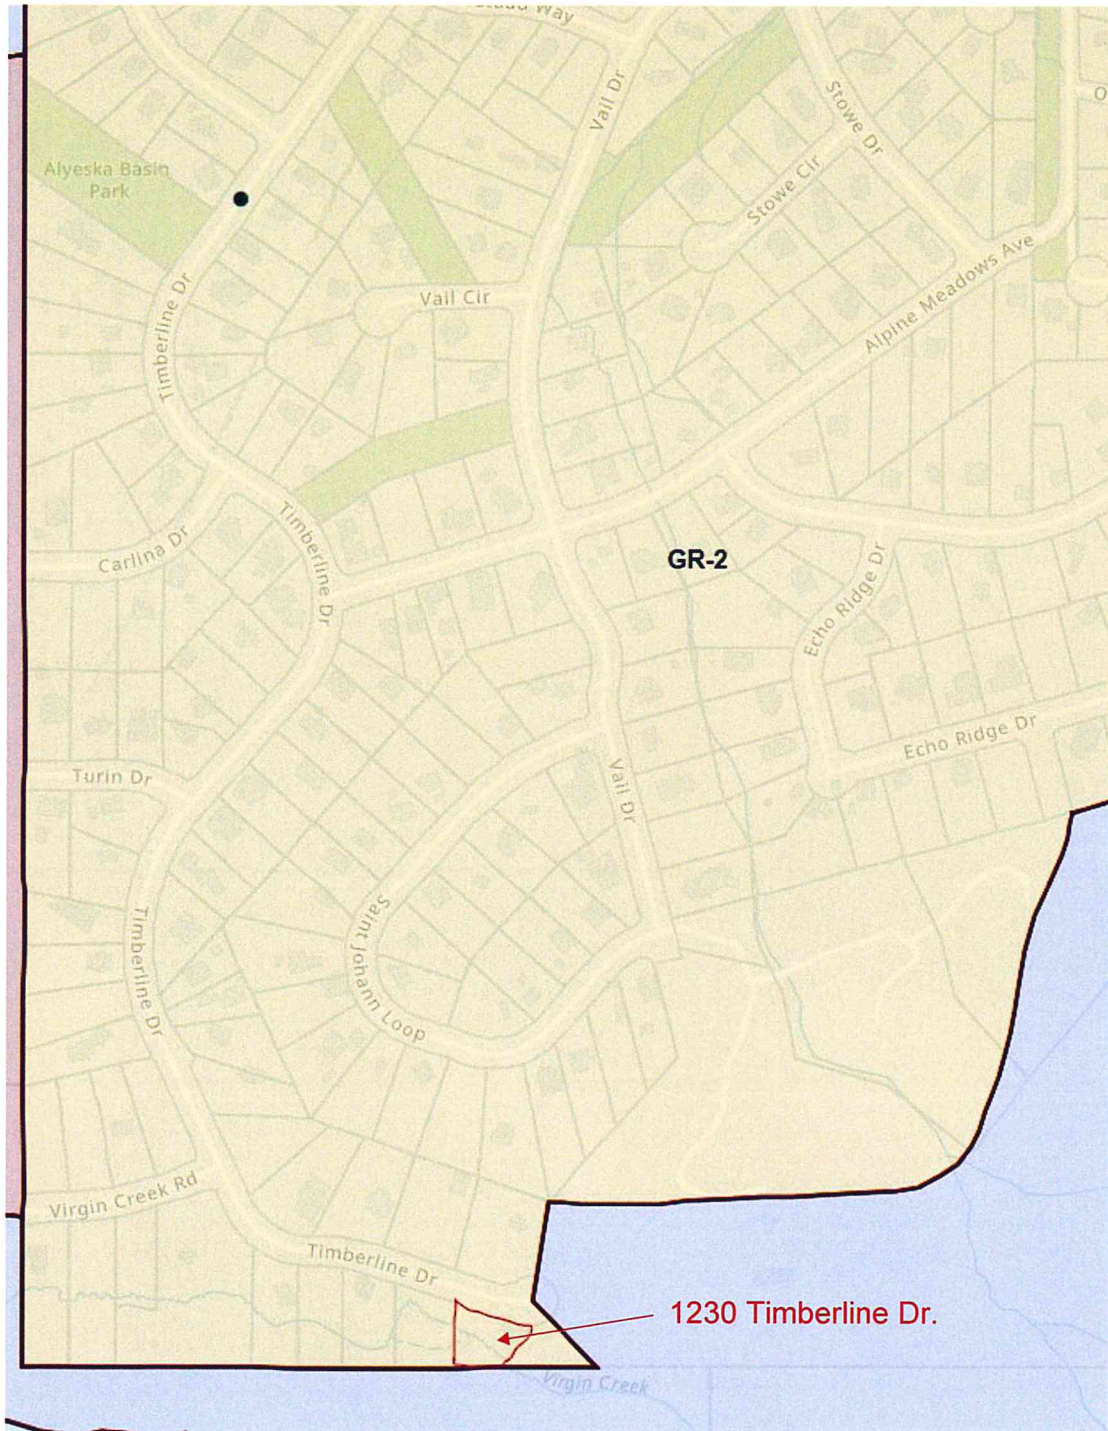 Way
Vail Dr
Stowe Dr
O
Alyeska Basin
Park
Stowe Cir
Alpine Meadows Ave
Timberline Dr
Vail Cir
Timberline Dr
Carlina Dr
GR-2
Echo Ridge Dr
Echo Ridge Dr
Turin Dr
Vail Dr
Saint Johann Loop
Timberline Dr
Virgin Creek Rd
Timberline Dr
1230 Timberline Dr.
Virgin Creek